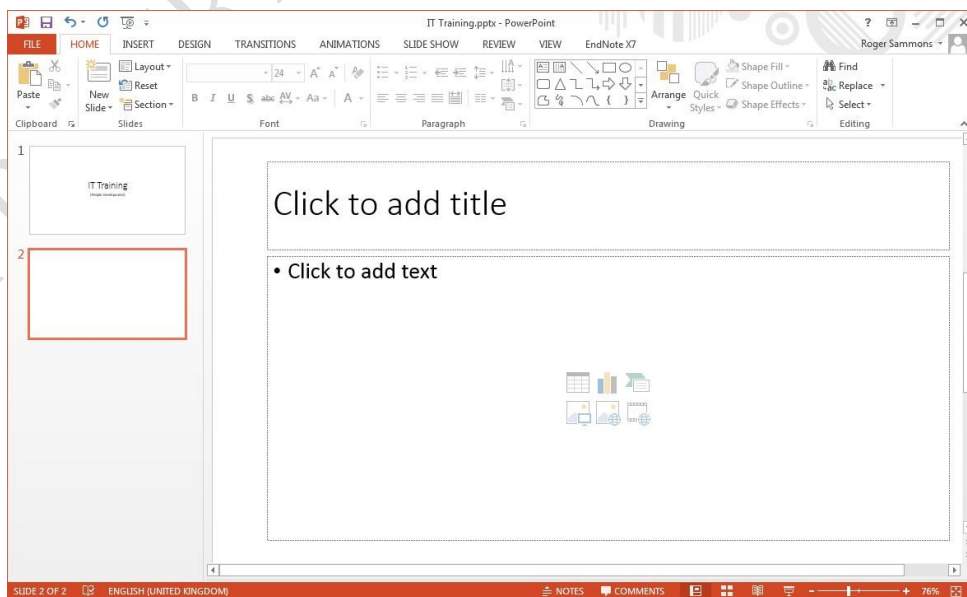 IT Training.pptx - PowerPoint
FILE HOME INSERT DESIGN TRANSITIONS ANIMATIONS SLIDE SHOW REVIEW VIEW EndNote X7 Roger Sammons
Paste
New Slide
Layout
Reset
Section
24
B I U S abc AV Aa A
Arrange
Quick Styles
Shape Fill
Shape Outline
Shape Effects
Find
Replace
Select
Clipboard Slides Font Paragraph Drawing Editing
1
IT Training
2
Click to add title
• Click to add text
SLIDE 2 OF 2 ENGLISH (UNITED KINGDOM) NOTES COMMENTS 76%